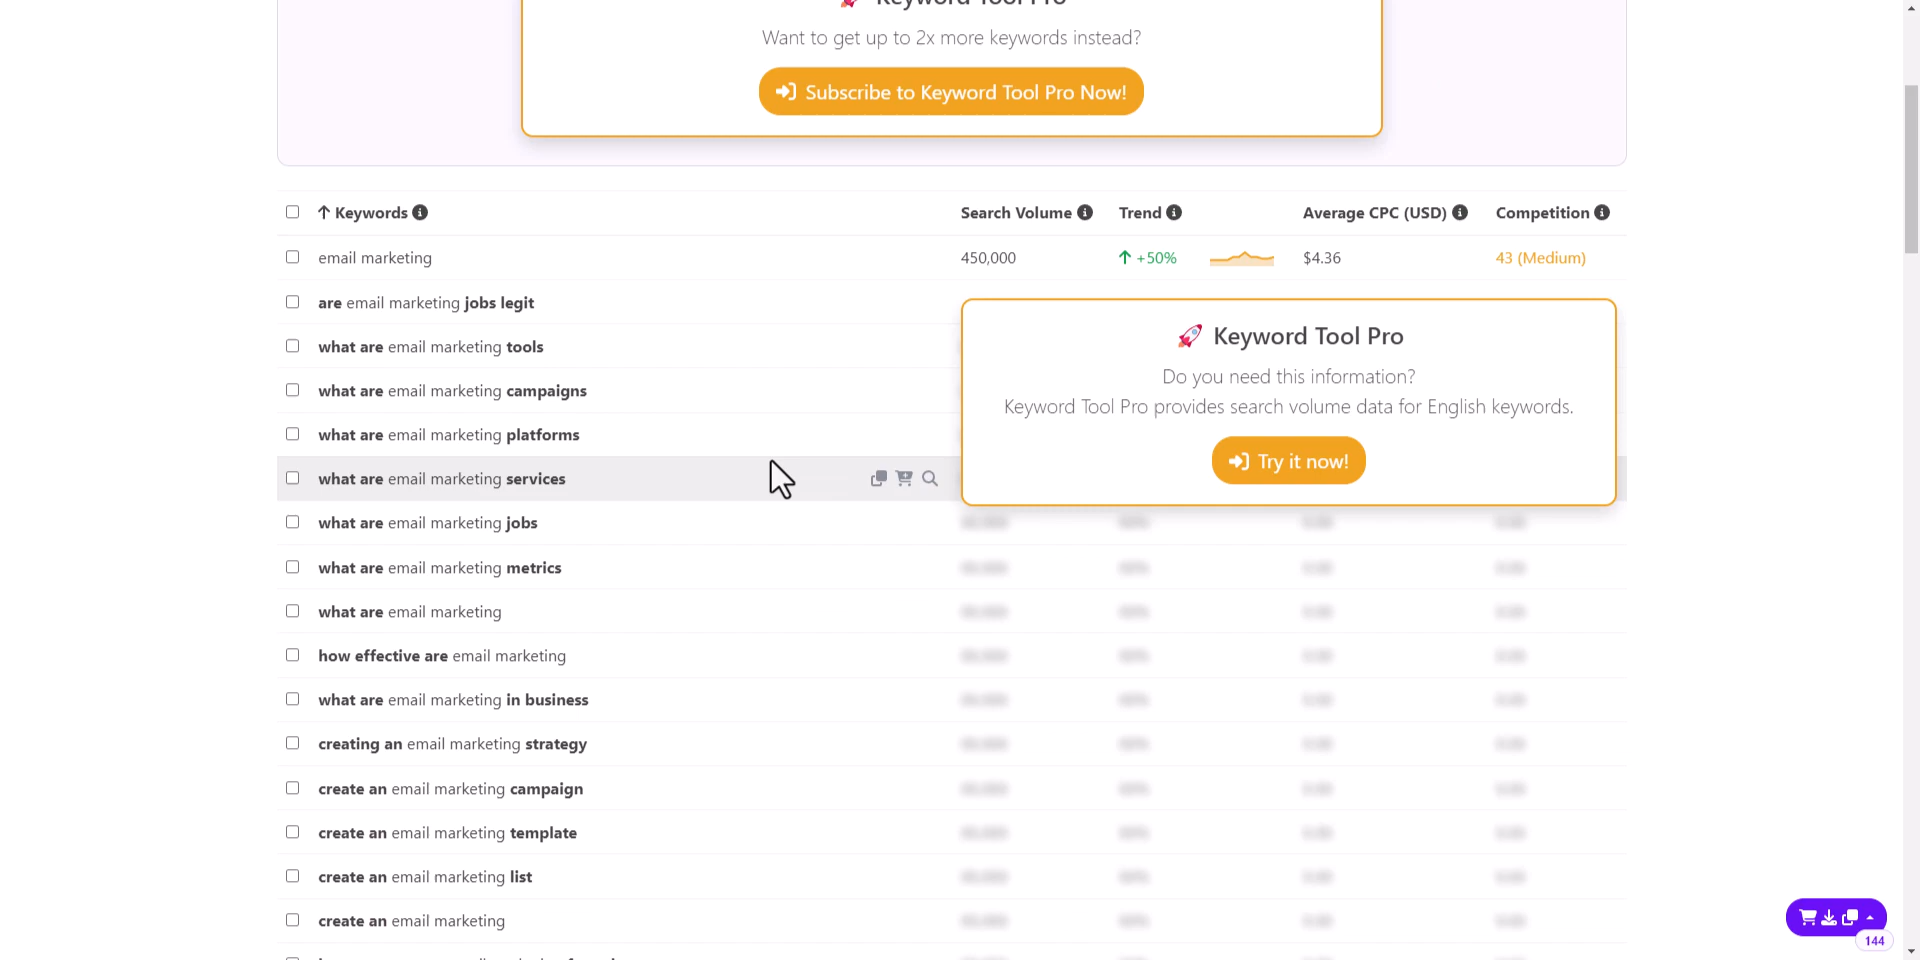 Keyword Tool Pro
Want to get up to 2x more keywords instead?
Subscribe to Keyword Tool Pro Now!
Keywords Search Volume Trend Average CPC (USD) Competition
email marketing 450,000 +50% $4.36 43 (Medium)
are email marketing jobs legit
what are email marketing tools
what are email marketing campaigns
what are email marketing platforms
what are email marketing services
Keyword Tool Pro
Do you need this information?
Keyword Tool Pro provides search volume data for English keywords.
Try it now!
what are email marketing jobs
what are email marketing metrics
what are email marketing
how effective are email marketing
what are email marketing in business
creating an email marketing strategy
create an email marketing campaign
create an email marketing template
create an email marketing list
create an email marketing
144